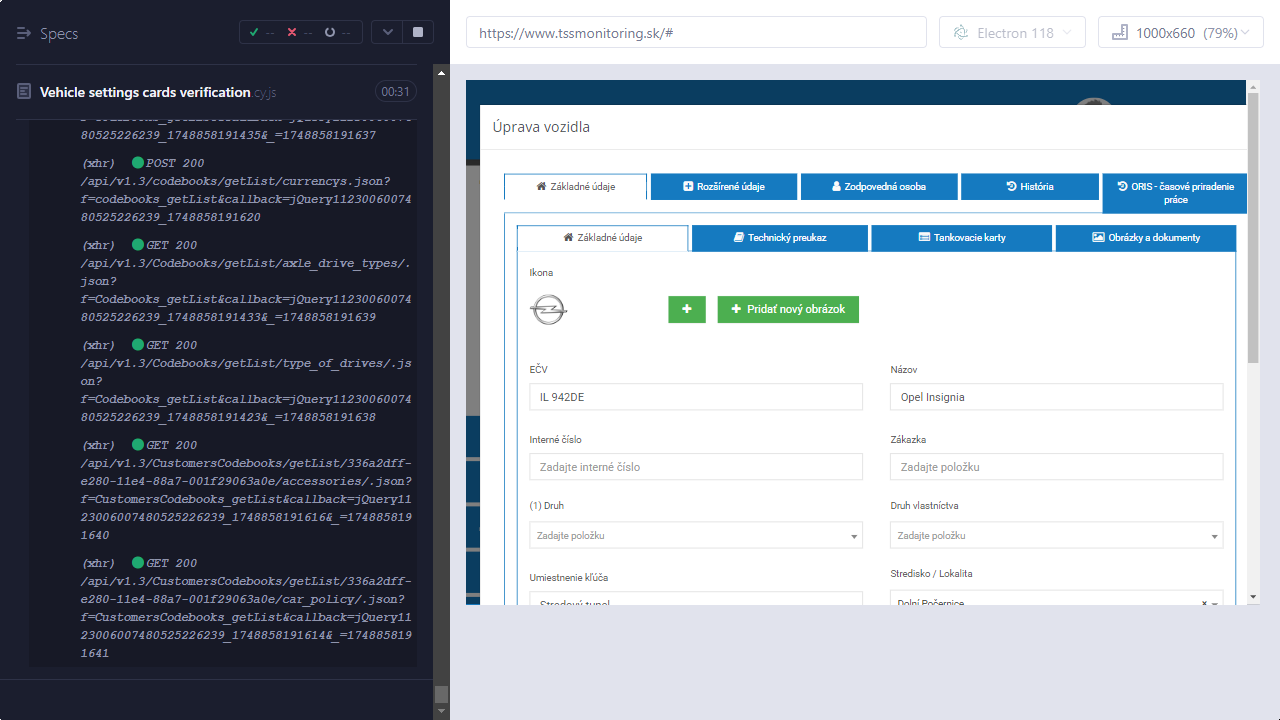 Specs
--
--
--
Vehicle settings cards verification.cy.js
00:31
80525226239_1748858191435&_=1748858191637
(xhr) POST 200
/api/v1.3/codebooks/getList/currencys.json?
f=codebooks_getList&callback=jQuery11230060074
80525226239_1748858191429&_=1748858191620
(xhr) GET 200
/api/v1.3/Codebooks/getList/axle_drive_types/.
json?
f=Codebooks_getList&callback=jQuery11230060074
80525226239_1748858191433&_=1748858191639
(xhr) GET 200
/api/v1.3/Codebooks/getList/type_of_drives/.js
on?
f=Codebooks_getList&callback=jQuery11230060074
80525226239_1748858191423&_=1748858191638
(xhr) GET 200
/api/v1.3/CustomersCodebooks/getList/336a2dff-
e280-11e4-88a7-001f29063a0e/accessories/.json?
f=CustomersCodebooks_getList&callback=jQuery11
23006007480525226239_1748858191616&_=174885819
1640
(xhr) GET 200
/api/v1.3/CustomersCodebooks/getList/336a2dff-
e280-11e4-88a7-001f29063a0e/car_policy/.json?
f=CustomersCodebooks_getList&callback=jQuery11
23006007480525226239_1748858191614&_=174885819
1641
https://www.tssmonitoring.sk/#
Electron 118
1000x660 (79%)
Úprava vozidla
Základné údaje
Rozšírené údaje
Zodpovedná osoba
História
ORIS - časové priradenie
práce
Základné údaje
Technický preukaz
Tankovacie karty
Obrázky a dokumenty
Ikona
Pridať nový obrázok
EČV
Názov
IL 942DE
Opel Insignia
Interné číslo
Zákazka
Zadajte interné číslo
Zadajte položku
(1) Druh
Druh vlastníctva
Zadajte položku
Zadajte položku
Umiestnenie kľúča
Stredisko / Lokalita
Stredový tunel
Dolní Počernice